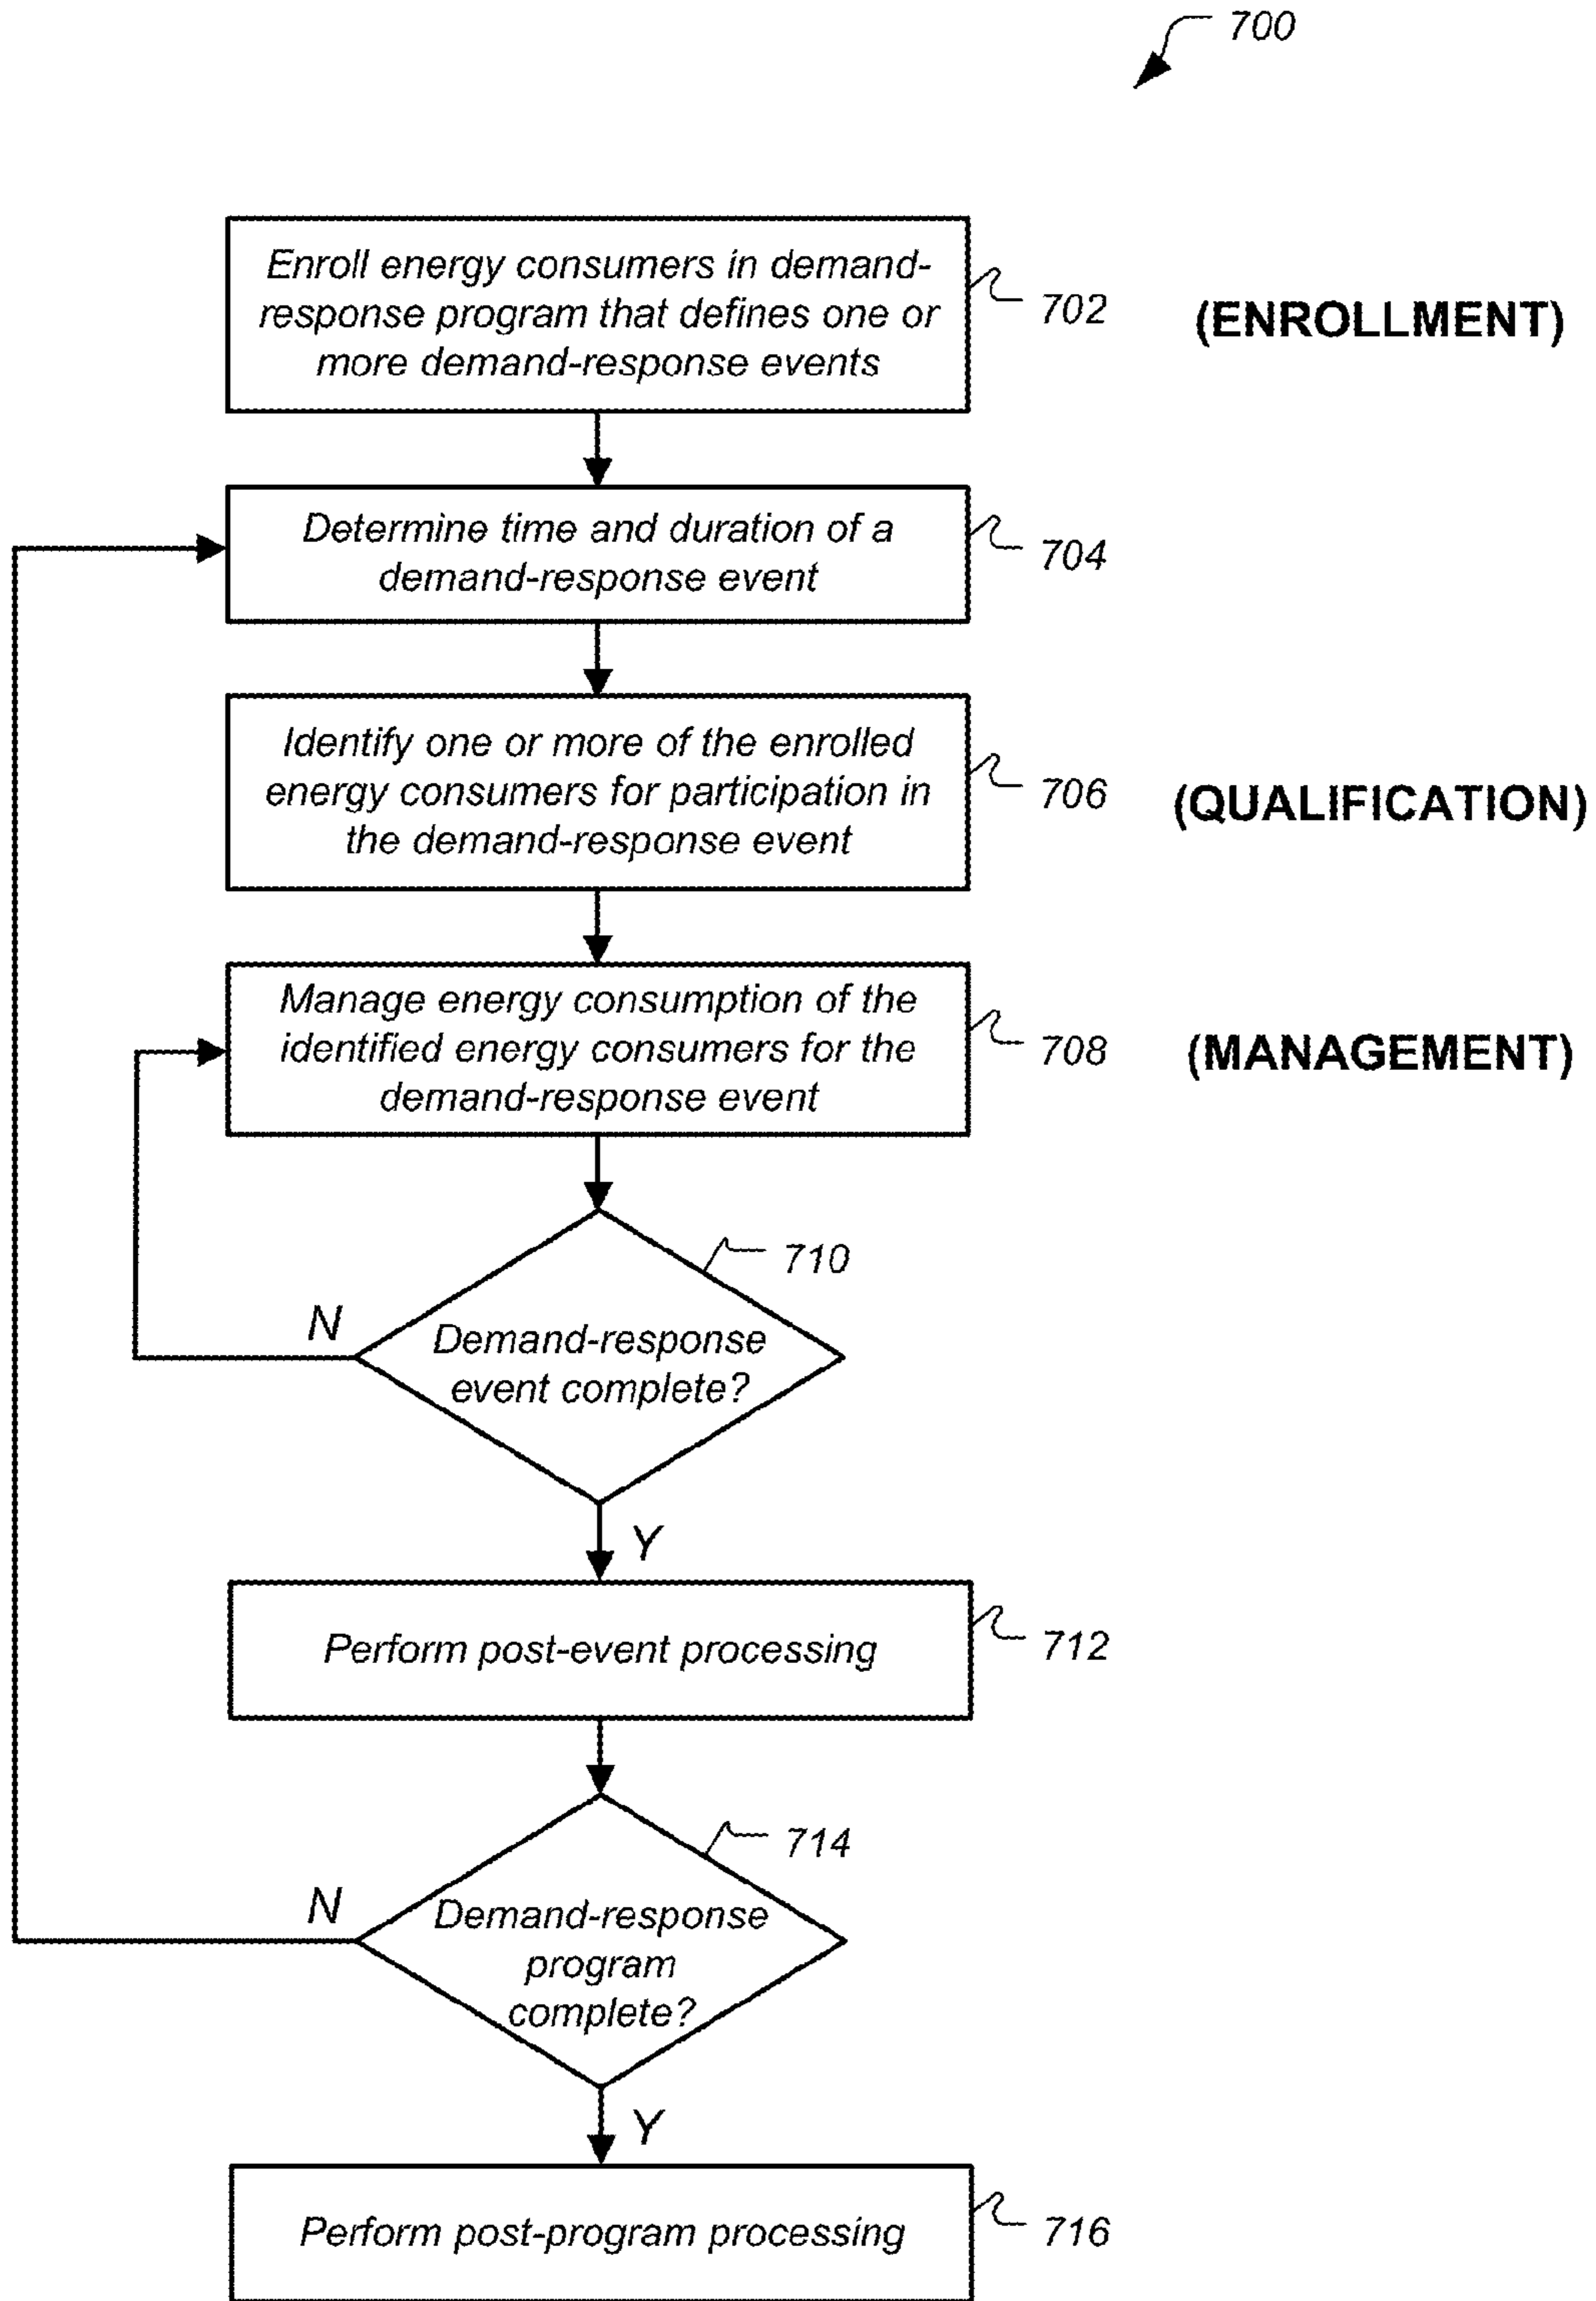 700
Enroll energy consumers in demand-
response program that defines one or
more demand-response events
702
(ENROLLMENT)
Determine time and duration of a
demand-response event
704
Identify one or more of the enrolled
energy consumers for participation in
the demand-response event
706
(QUALIFICATION)
Manage energy consumption of the
identified energy consumers for the
demand-response event
708
(MANAGEMENT)
710
N
Demand-response
event complete?
Y
Perform post-event processing
712
714
N
Demand-response
program
complete?
Y
Perform post-program processing
716